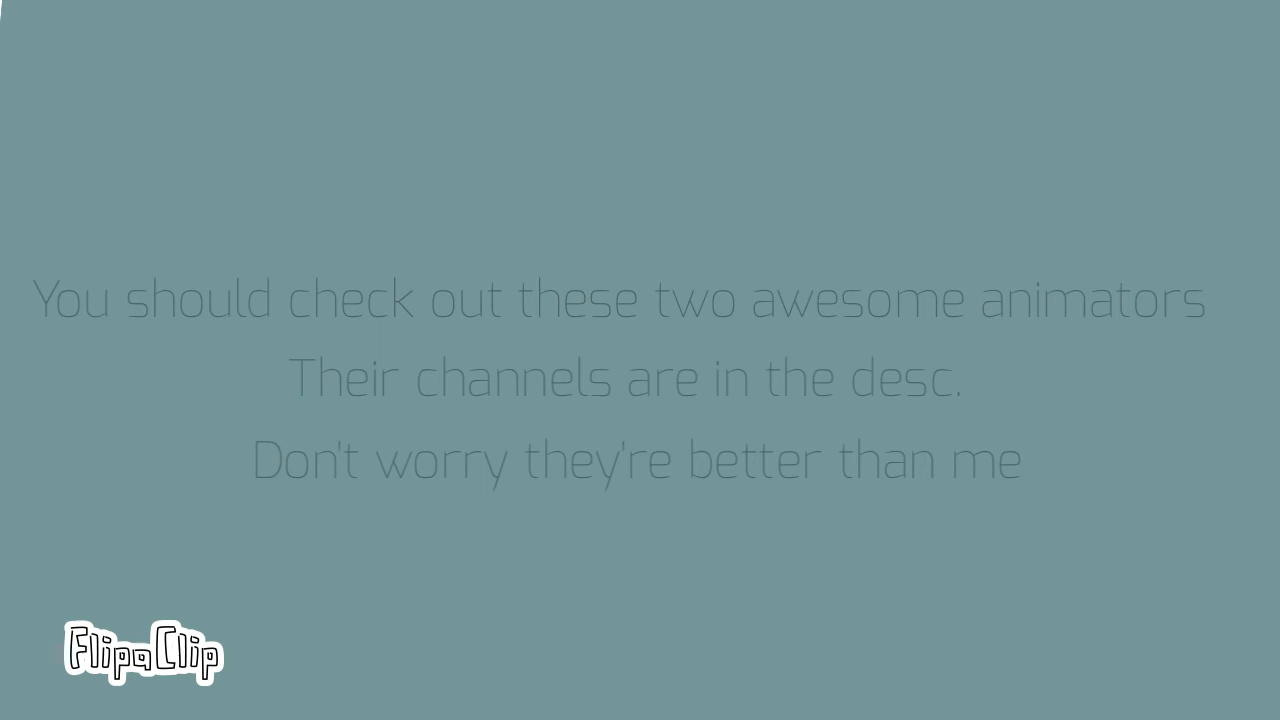 You should check out these two awesome animators
Their channels are in the desc.
Don't worry they're better than me
FlipaClip